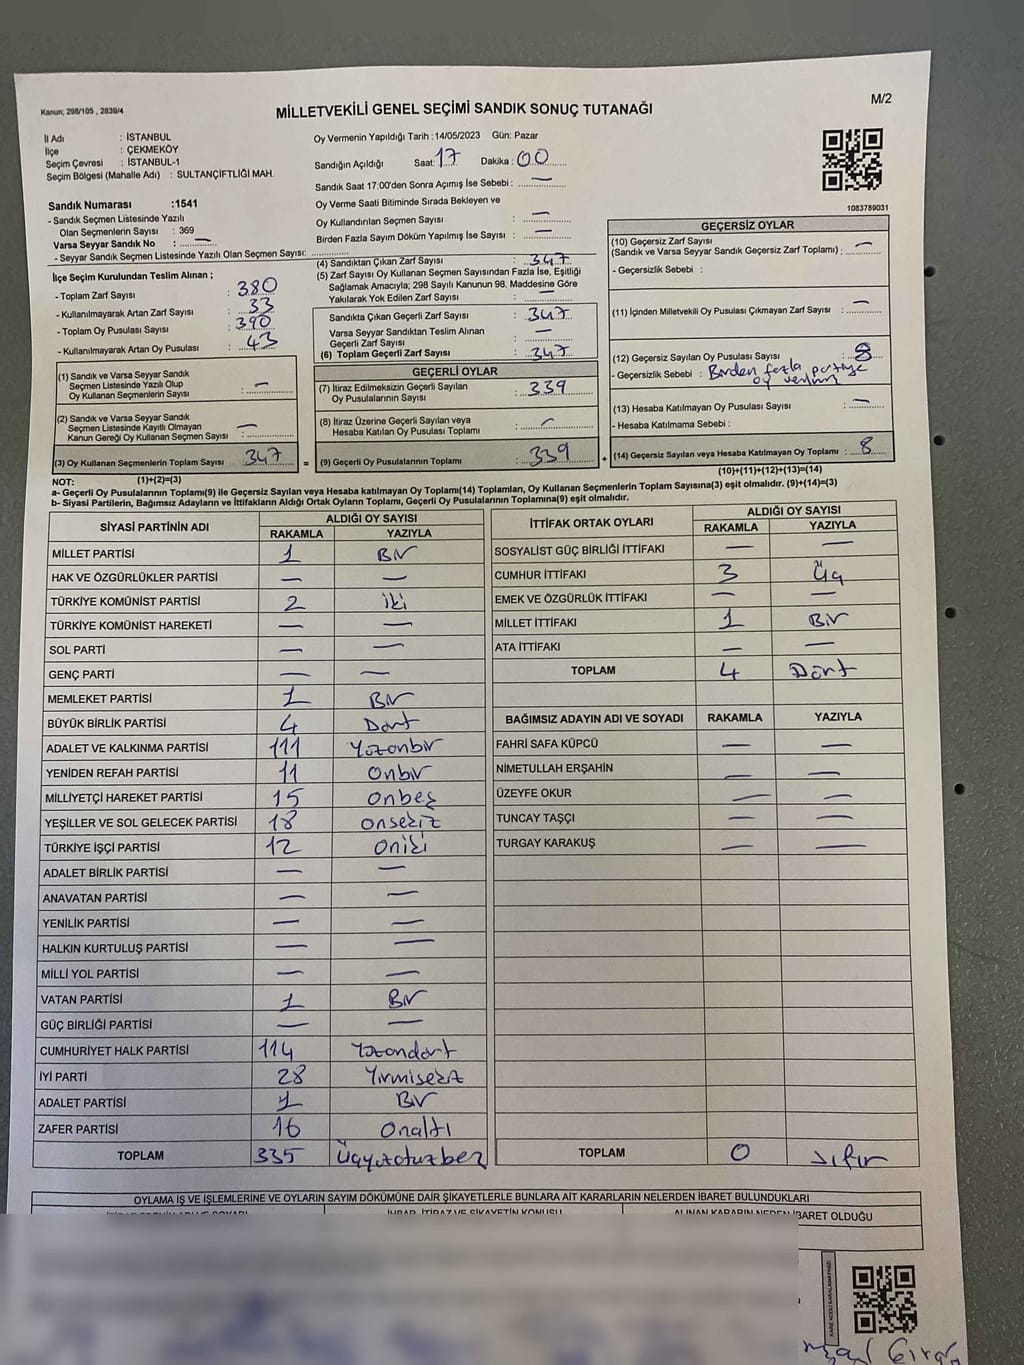 Kanun; 298/105 , 2839/4
MİLLETVEKİLİ GENEL SEÇİMİ SANDIK SONUÇ TUTANAĞI
M/2
İl Adı : İSTANBUL
İlçe : ÇEKMEKÖY
Seçim Çevresi : İSTANBUL-1
Seçim Bölgesi (Mahalle Adı) : SULTANÇİFTLİĞİ MAH.
Oy Vermenin Yapıldığı Tarih :14/05/2023 Gün: Pazar
Sandığın Açıldığı Saat: 17 Dakika : 00
Sandık Saat 17:00'den Sonra Açımış İse Sebebi : —
Oy Verme Saati Bitiminde Sırada Bekleyen ve
Oy Kullandırılan Seçmen Sayısı : —
Birden Fazla Sayım Döküm Yapılmış İse Sayısı : —
1083789031
Sandık Numarası :1541
- Sandık Seçmen Listesinde Yazılı
Olan Seçmenlerin Sayısı : 369
Varsa Seyyar Sandık No : —
- Seyyar Sandık Seçmen Listesinde Yazılı Olan Seçmen Sayısı:
İlçe Seçim Kurulundan Teslim Alınan ;
- Toplam Zarf Sayısı : 380
- Kullanılmayarak Artan Zarf Sayısı : 33
- Toplam Oy Pusulası Sayısı : 390
- Kullanılmayarak Artan Oy Pusulası : 43
(1) Sandık ve Varsa Seyyar Sandık
Seçmen Listesinde Yazılı Olup
Oy Kullanan Seçmenlerin Sayısı : —
(2) Sandık ve Varsa Seyyar Sandık
Seçmen Listesinde Kayıtlı Olmayan
Kanun Gereği Oy Kullanan Seçmen Sayısı : —
(3) Oy Kullanan Seçmenlerin Toplam Sayısı : 347
(1)+(2)=(3)
(4) Sandıktan Çıkan Zarf Sayısı : 347
(5) Zarf Sayısı Oy Kullanan Seçmen Sayısından Fazla İse, Eşitliği
Sağlamak Amacıyla; 298 Sayılı Kanunun 98. Maddesine Göre
Yakılarak Yok Edilen Zarf Sayısı : —
Sandıkta Çıkan Geçerli Zarf Sayısı : 347
Varsa Seyyar Sandıktan Teslim Alınan
Geçerli Zarf Sayısı : —
(6) Toplam Geçerli Zarf Sayısı : 347
GEÇERLİ OYLAR
(7) İtiraz Edilmeksizin Geçerli Sayılan
Oy Pusulalarının Sayısı : 339
(8) İtiraz Üzerine Geçerli Sayılan veya
Hesaba Katılan Oy Pusulası Toplamı : —
= (9) Geçerli Oy Pusulalarının Toplamı : 339 +
GEÇERSİZ OYLAR
(10) Geçersiz Zarf Sayısı
(Sandık ve Varsa Seyyar Sandık Geçersiz Zarf Toplamı) : —
- Geçersizlik Sebebi :
(11) İçinden Milletvekili Oy Pusulası Çıkmayan Zarf Sayısı : —
(12) Geçersiz Sayılan Oy Pusulası Sayısı : 8
- Geçersizlik Sebebi : Birden fazla partiye
oy verilmiş
(13) Hesaba Katılmayan Oy Pusulası Sayısı : —
- Hesaba Katılmama Sebebi :
(14) Geçersiz Sayılan veya Hesaba Katılmayan Oy Toplamı : 8
(10)+(11)+(12)+(13)=(14)
NOT:
a- Geçerli Oy Pusulasının Toplamı(9) ile Geçersiz Sayılan veya Hesaba katılmayan Oy Toplamı(14) Toplamları, Oy Kullanan Seçmenlerin Toplam Sayısına(3) eşit olmalıdır. (9)+(14)=(3)
b- Siyasi Partilerin, Bağımsız Adayların ve İttifakların Aldığı Ortak Oyların Toplamı, Geçerli Oy Pusulasının Toplamına(9) eşit olmalıdır.
SİYASİ PARTİNİN ADI ALDIĞI OY SAYISI
RAKAMLA YAZIYLA
MİLLET PARTİSİ 1 Bir
HAK VE ÖZGÜRLÜKLER PARTİSİ — —
TÜRKİYE KOMÜNİST PARTİSİ 2 iki
TÜRKİYE KOMÜNİST HAREKETİ — —
SOL PARTİ — —
GENÇ PARTİ — —
MEMLEKET PARTİSİ 1 Bir
BÜYÜK BİRLİK PARTİSİ 4 Dört
ADALET VE KALKINMA PARTİSİ 111 Yüzonbir
YENİDEN REFAH PARTİSİ 11 Onbir
MİLLİYETÇİ HAREKET PARTİSİ 15 onbeş
YEŞİLLER VE SOL GELECEK PARTİSİ 18 onsekiz
TÜRKİYE İŞÇİ PARTİSİ 12 oniki
ADALET BİRLİK PARTİSİ — —
ANAVATAN PARTİSİ — —
YENİLİK PARTİSİ — —
HALKIN KURTULUŞ PARTİSİ — —
MİLLİ YOL PARTİSİ — —
VATAN PARTİSİ 1 Bir
GÜÇ BİRLİĞİ PARTİSİ — —
CUMHURİYET HALK PARTİSİ 114 Yüzondört
İYİ PARTİ 28 Yirmisekiz
ADALET PARTİSİ 1 Bir
ZAFER PARTİSİ 16 Onaltı
TOPLAM 335 Üçyüzotuzbeş
İTTİFAK ORTAK OYLARI ALDIĞI OY SAYISI
RAKAMLA YAZIYLA
SOSYALİST GÜÇ BİRLİĞİ İTTİFAKI — —
CUMHUR İTTİFAKI 3 Üç
EMEK VE ÖZGÜRLÜK İTTİFAKI — —
MİLLET İTTİFAKI 1 Bir
ATA İTTİFAKI — —
TOPLAM 4 Dört
BAĞIMSIZ ADAYIN ADI VE SOYADI RAKAMLA YAZIYLA
FAHRİ SAFA KÜPCÜ — —
NİMETULLAH ERŞAHİN — —
ÜZEYFE OKUR — —
TUNCAY TAŞÇI — —
TURGAY KARAKUŞ — —
TOPLAM 0 sıfır
OYLAMA İŞ VE İŞLEMLERİNE VE OYLARIN SAYIM DÖKÜMÜNE DAİR ŞİKAYETLERLE BUNLARA AİT KARARLARIN NELERDEN İBARET BULUNDUKLARI
İHBAR, İTİRAZ VE ŞİKAYETİN KONUSU ALINAN KARARIN NEDEN İBARET OLDUĞU